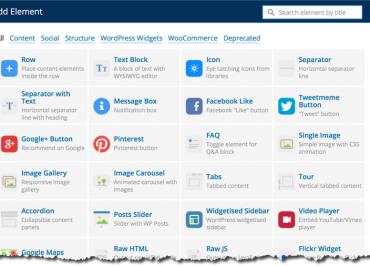 dd Element
Search element by title
ll Content Social Structure WordPress Widgets WooCommerce Deprecated
Row
Place content elements
inside the row
Text Block
A block of text with
WYSIWYG editor
Icon
Eye catching icons from
libraries
Separator
Horizontal separator
line
Separator with
Text
Horizontal separator
line with heading
Message Box
Notification box
Facebook Like
Facebook "Like" button
Tweetmeme
Button
"Tweet" button
Google+ Button
Recommend on Google
Pinterest
Pinterest button
FAQ
Toggle element for
Q&A block
Single Image
Simple image with CSS
animation
Image Gallery
Responsive image
gallery
Image Carousel
Animated carousel with
images
Tabs
Tabbed content
Tour
Vertical tabbed content
Accordion
Collapsible content
panels
Posts Slider
Slider with WP Posts
Widgetised Sidebar
WordPress widgetised
sidebar
Video Player
Embed YouTube/Vimeo
player
Google Maps
Raw HTML
Raw JS
Flickr Widget